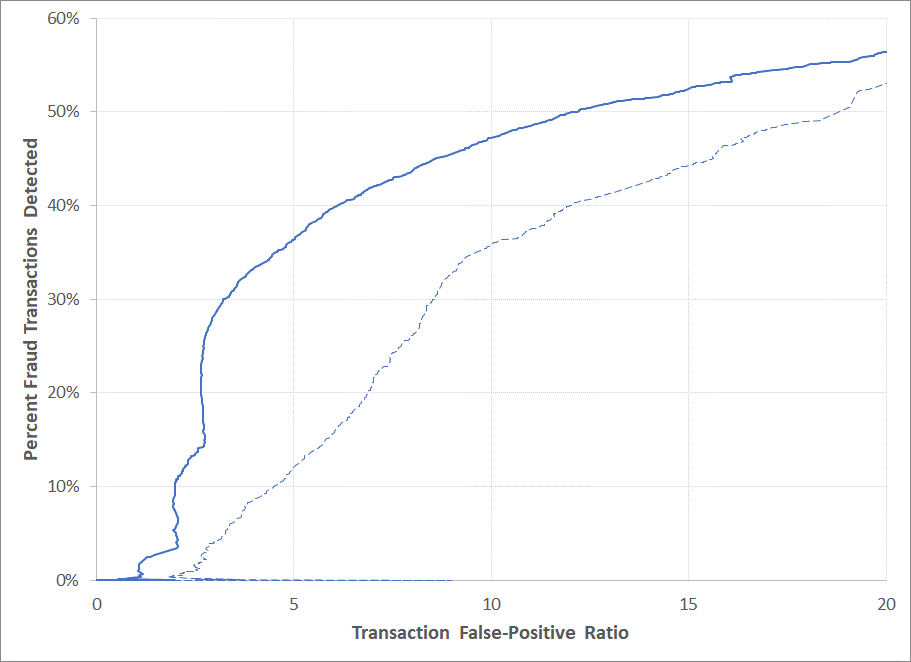 60%
50%
40%
30%
20%
10%
0%
Percent Fraud Transactions Detected
0 5 10 15 20
Transaction False-Positive Ratio